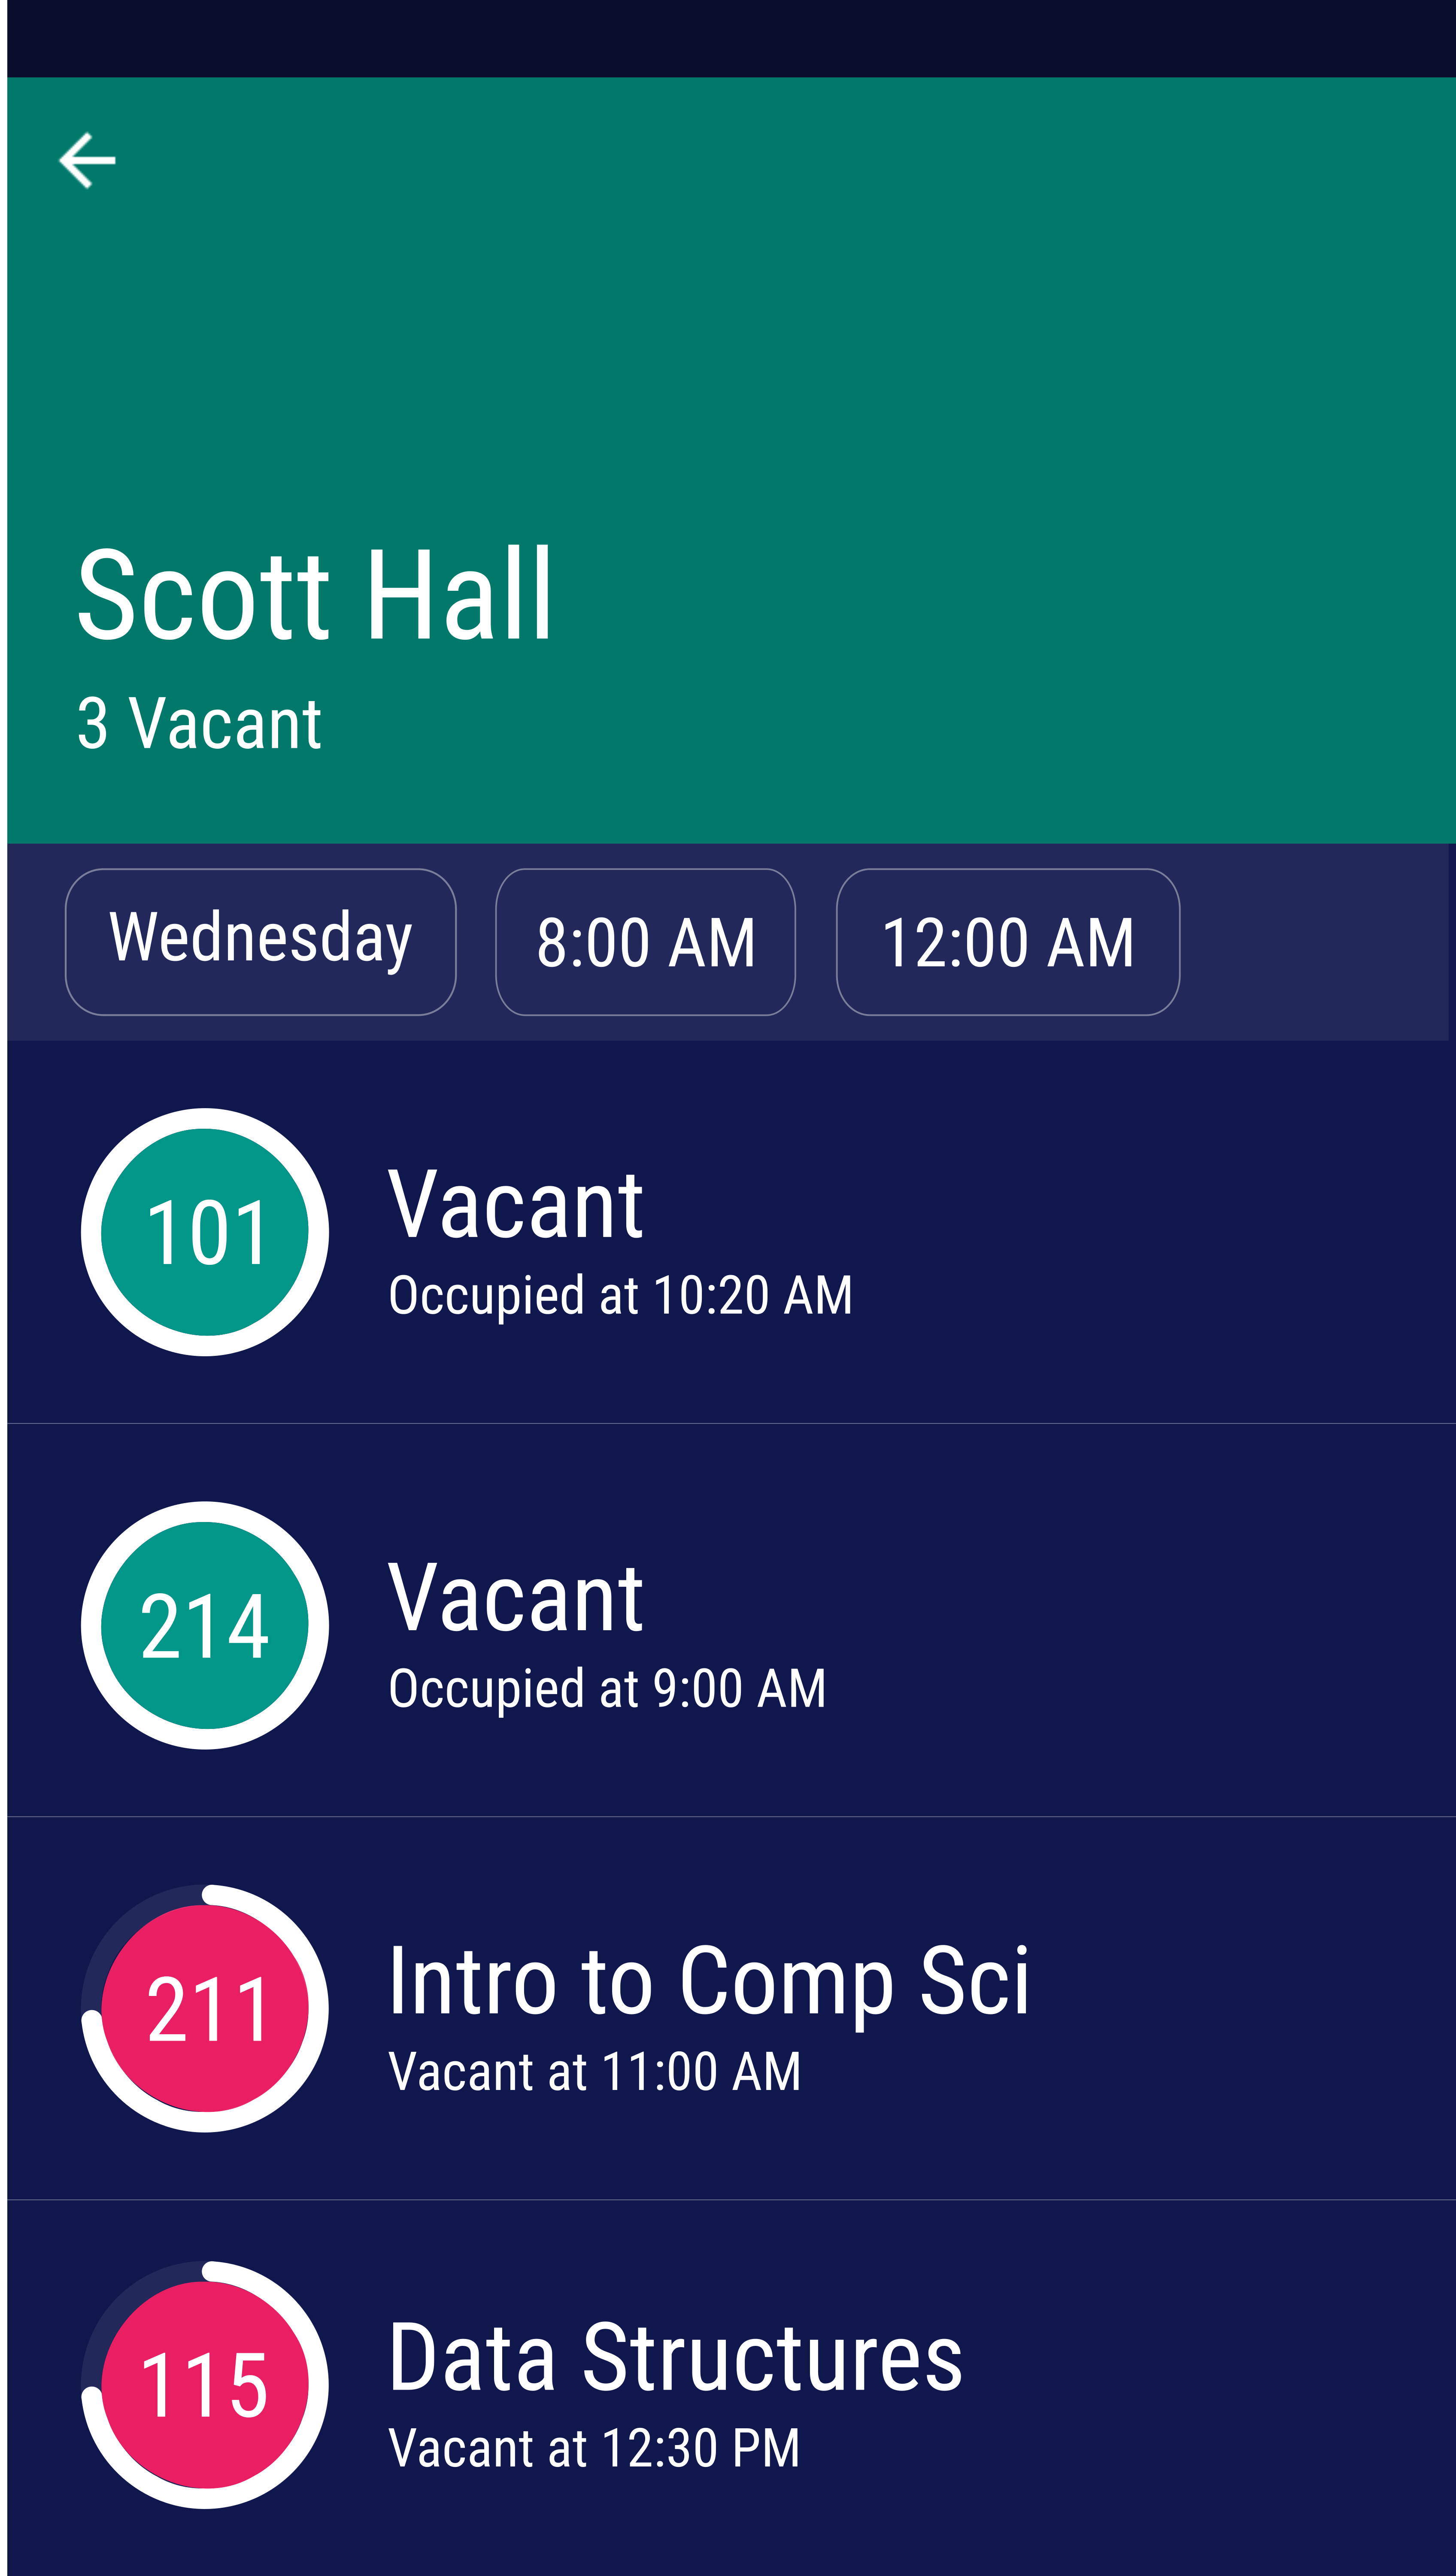 Scott Hall
3 Vacant
Wednesday 8:00 AM 12:00 AM
101
Vacant
Occupied at 10:20 AM
214
Vacant
Occupied at 9:00 AM
211
Intro to Comp Sci
Vacant at 11:00 AM
115
Data Structures
Vacant at 12:30 PM